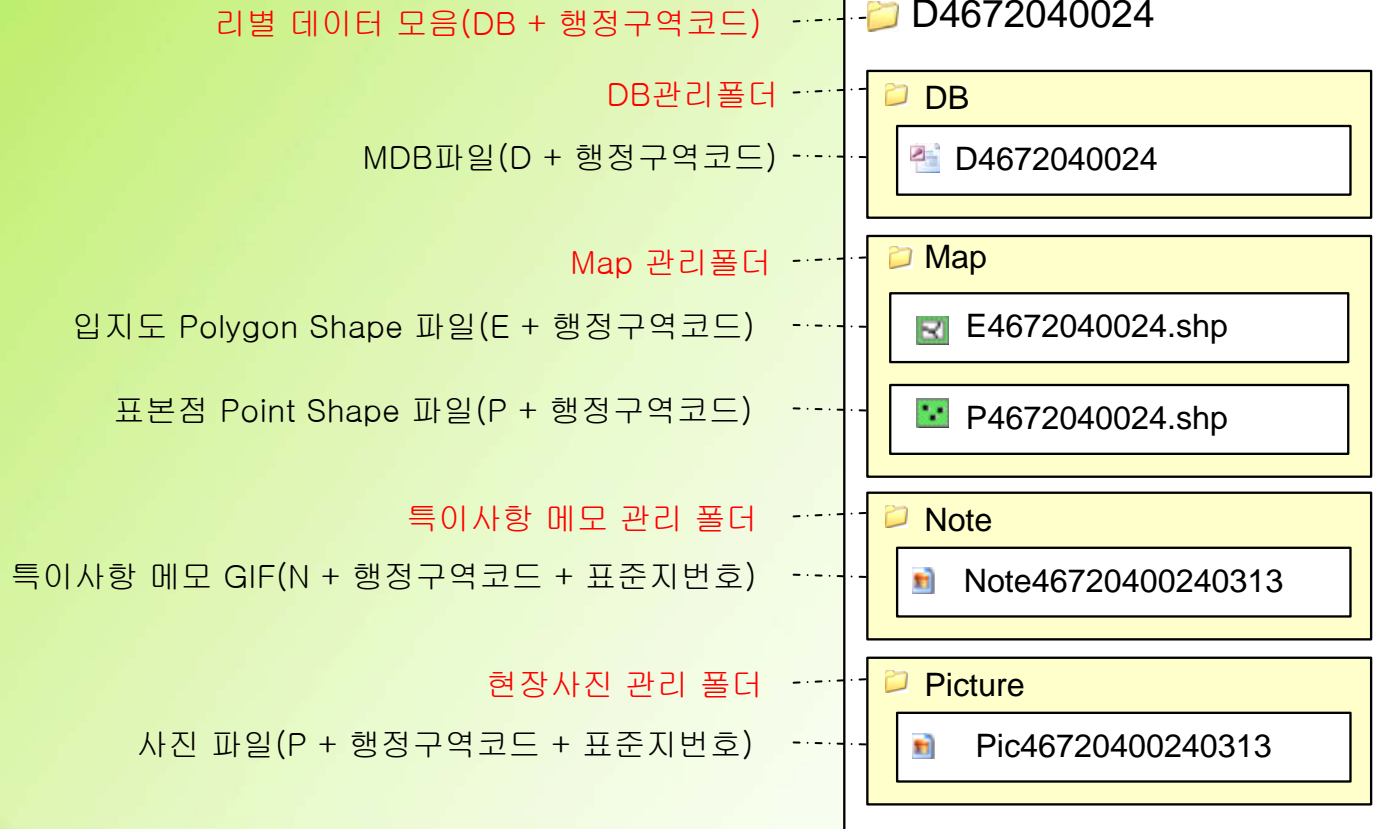 리별 데이터 모음(DB + 행정구역코드)
D4672040024
DB관리폴더
DB
MDB파일(D + 행정구역코드)
D4672040024
Map 관리폴더
Map
입지도 Polygon Shape 파일(E + 행정구역코드)
E4672040024.shp
표본점 Point Shape 파일(P + 행정구역코드)
P4672040024.shp
특이사항 메모 관리 폴더
Note
특이사항 메모 GIF(N + 행정구역코드 + 표준지번호)
Note46720400240313
현장사진 관리 폴더
Picture
사진 파일(P + 행정구역코드 + 표준지번호)
Pic46720400240313